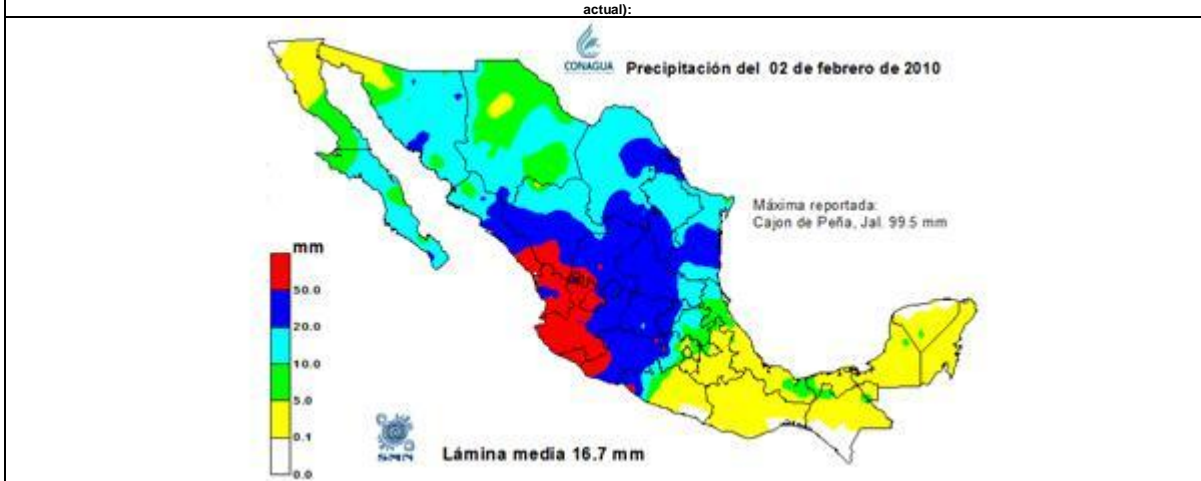 actual):
CONAGUA
Precipitación del 02 de febrero de 2010
Máxima reportada:
Cajon de Peña, Jal. 99.5 mm
mm
50.0
20.0
10.0
5.0
0.1
0.0
SMN
Lámina media 16.7 mm